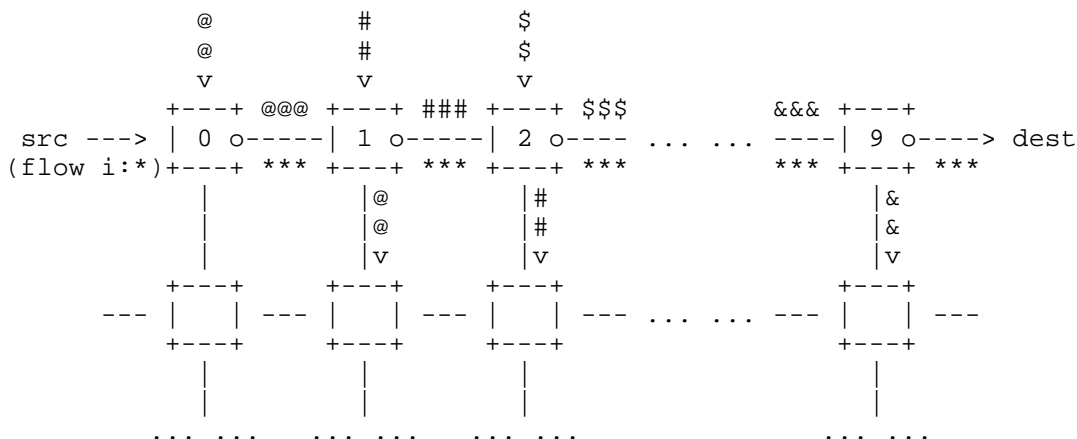 @              #              $
                @              #              $
                v              v              v
              +---+ @@@ +---+ ### +---+ $$$           &&& +---+
 src ---> | 0 o-----| 1 o-----| 2 o---- ... ... ----| 9 o----> dest
(flow i:*)+---+ *** +---+ *** +---+ ***           *** +---+ ***
            |         |@        |#                    |&
            |         |@        |#                    |&
            |         |v        |v                    |v
          +---+     +---+     +---+                 +---+
      --- |   | --- |   | --- |   | --- ... ... --- |   | ---
          +---+     +---+     +---+                 +---+
            |         |         |                     |
            |         |         |                     |
         ... ...   ... ...   ... ...               ... ...